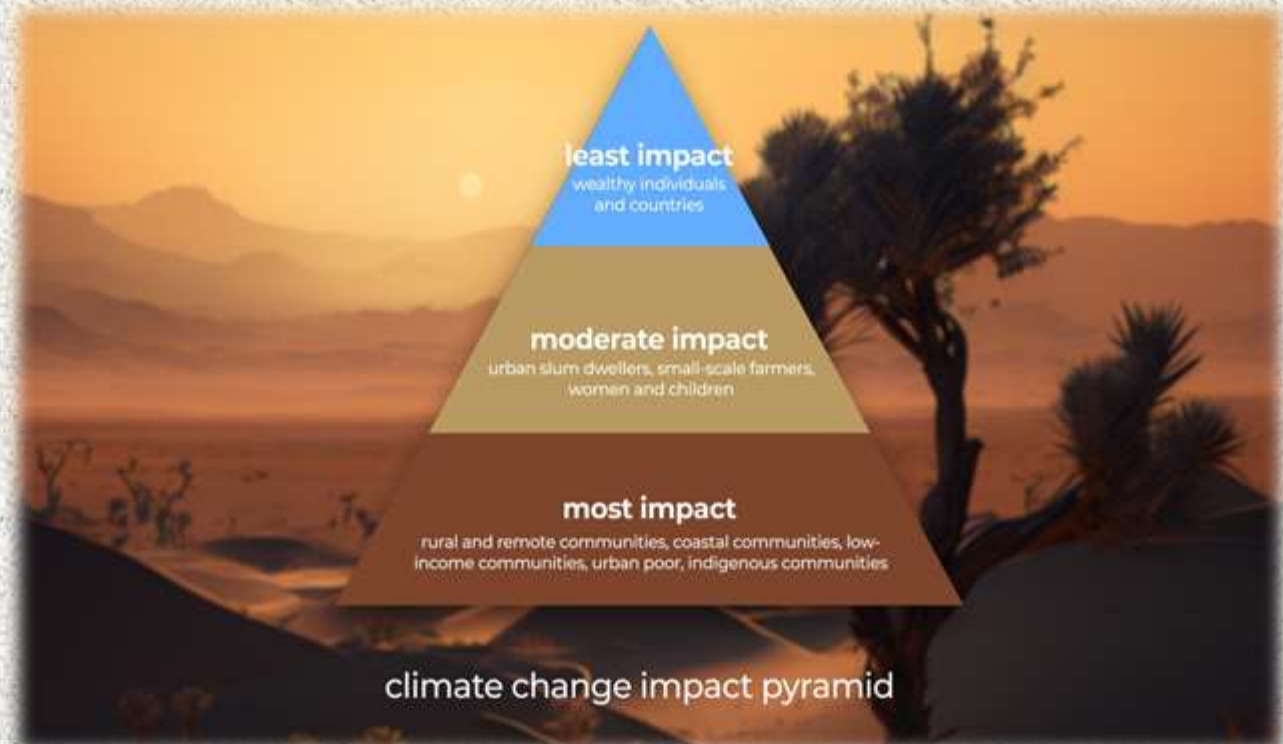 least impact
wealthy individuals
and countries
moderate impact
urban slum dwellers, small-scale farmers,
women and children
most impact
rural and remote communities, coastal communities, low-
income communities, urban poor, indigenous communities
climate change impact pyramid